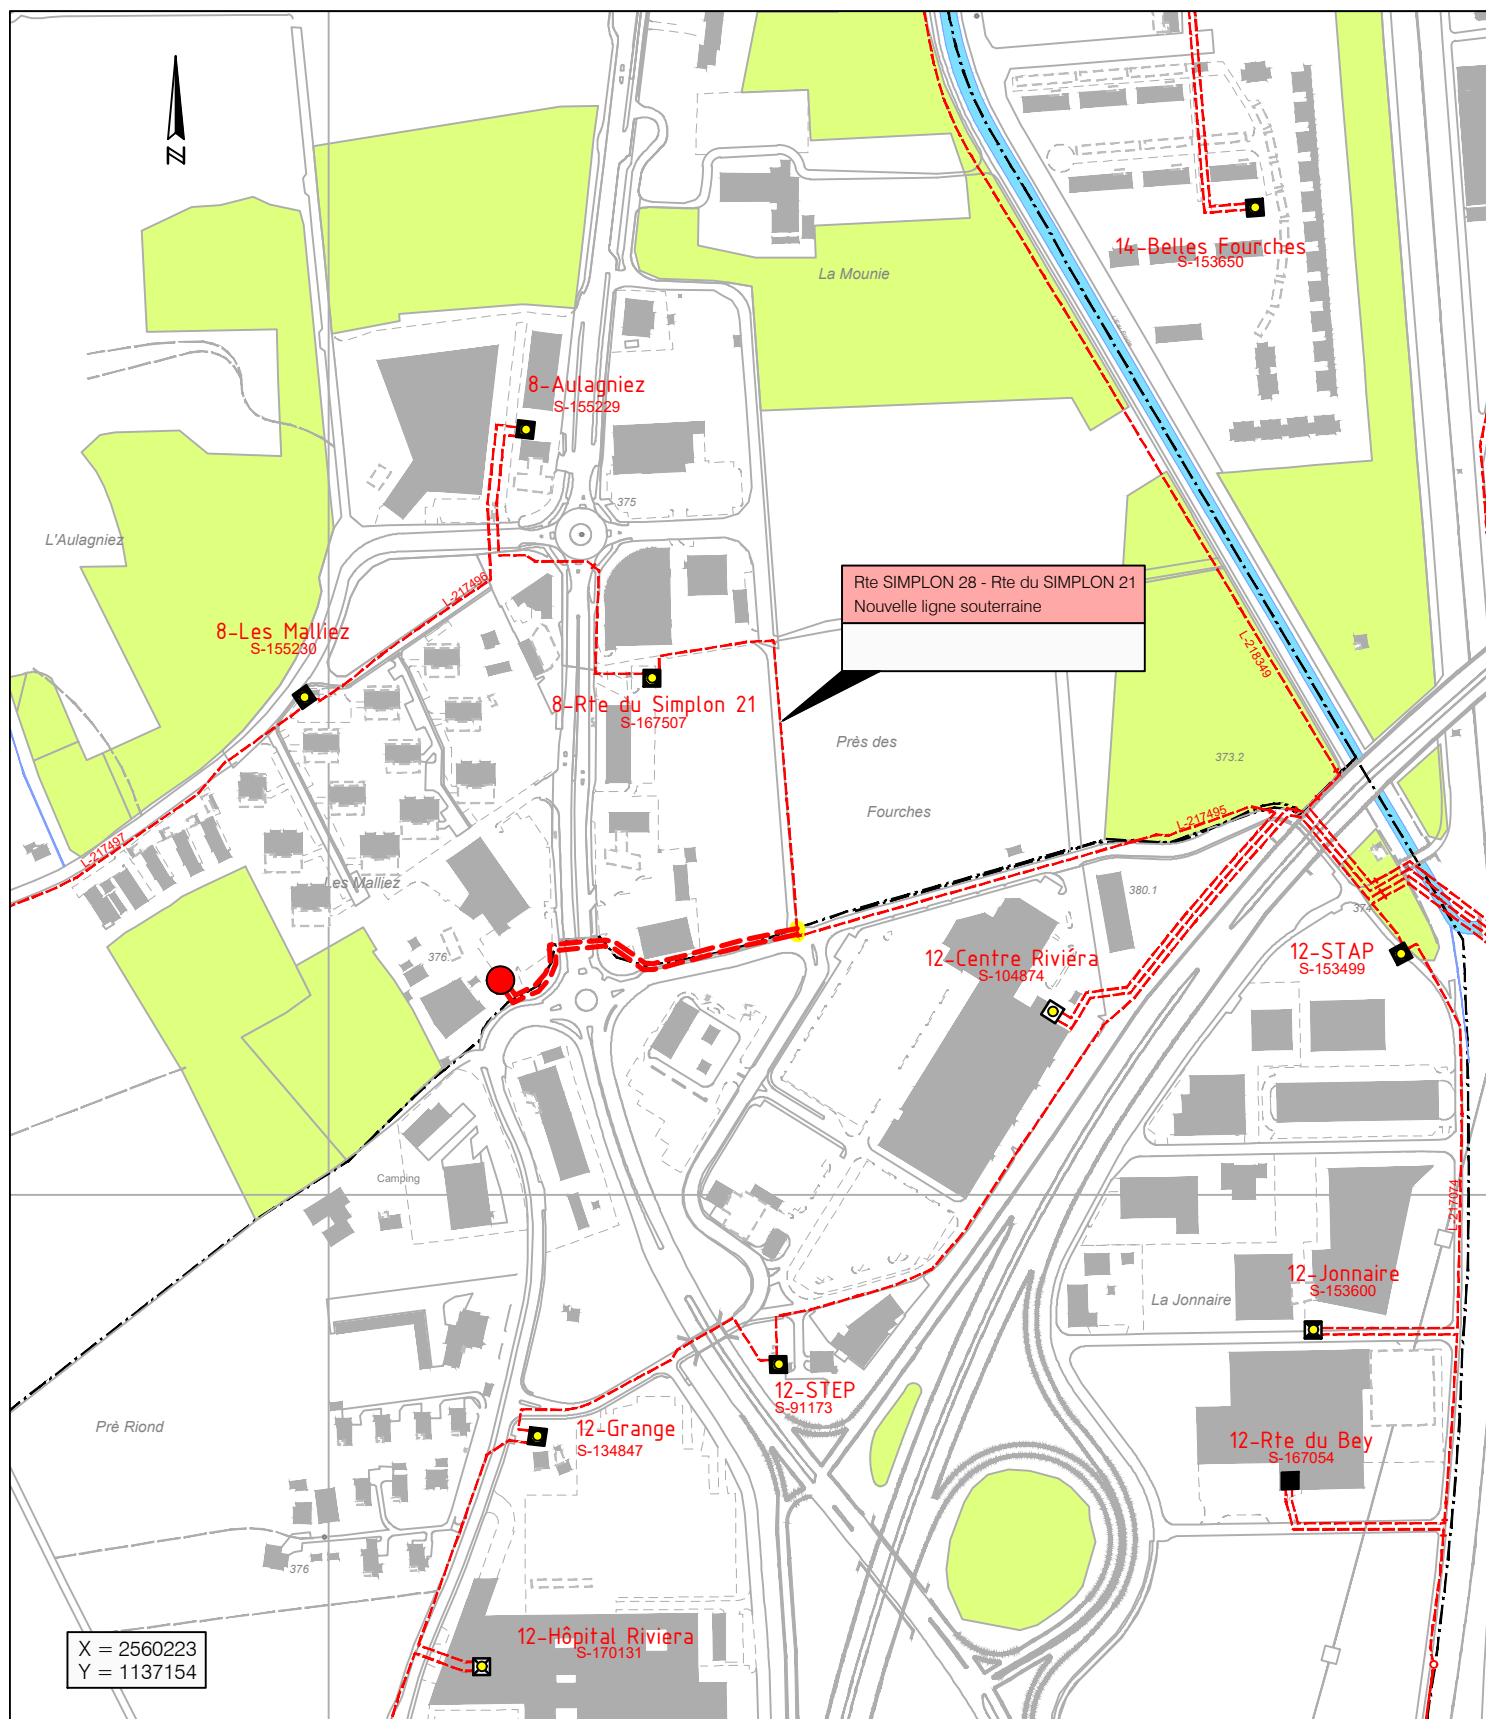 N
14-Belles Fourches
S-153650
La Mounie
8-Aulagniez
S-155229
375
L'Aulagniez
L-217496
Rte SIMPLON 28 - Rte du SIMPLON 21
Nouvelle ligne souterraine
8-Les Malliez
S-155230
L-218349
8-Rte du Simplon 21
S-167507
Près des
373.2
Fourches
L-217495
L-217497
Les Malliez
380.1
374
376
12-Centre Riviéra
S-104874
12-STAP
S-153499
Camping
L-217074
12-Jonnaire
S-153600
La Jonnaire
12-STEP
S-91173
Prè Riond
12-Grange
S-134847
12-Rte du Bey
S-167054
376
12-Hôpital Riviera
S-170131
X = 2560223
Y = 1137154